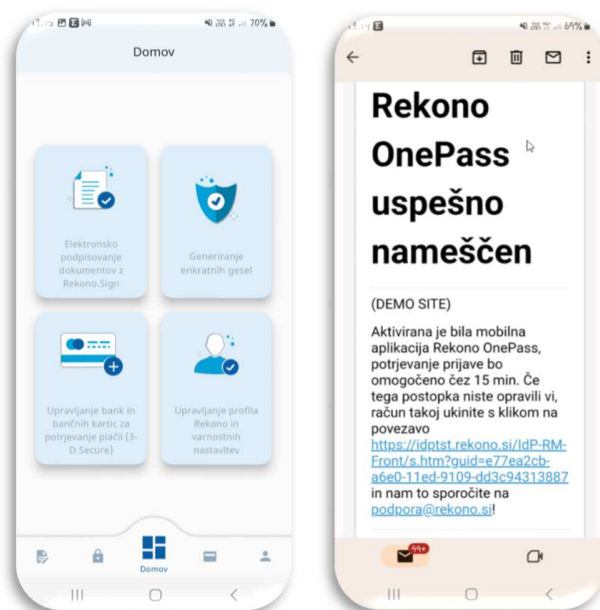 70%
Domov
Elektronsko
podpisovanje
dokumentov z
Rekono.Sign
Generiranje
enkratnih gesel
Upravljanje bank in
bančnih kartic za
potrjevanje plačil (3-
D Secure)
Upravljanje profila
Rekono in
varnostnih
nastavitev
Domov
69%
Rekono
OnePass
uspešno
nameščen
(DEMO SITE)
Aktivirana je bila mobilna
aplikacija Rekono OnePass,
potrjevanje prijave bo
omogočeno čez 15 min. Če
tega postopka niste opravili vi,
račun takoj ukinite s klikom na
povezavo
https://idptst.rekono.si/IdP-RM-
Front/s.htm?guid=e77ea2cb-
a6e0-11ed-9109-dd3c94313887
in nam to sporočite na
podpora@rekono.si!
99+